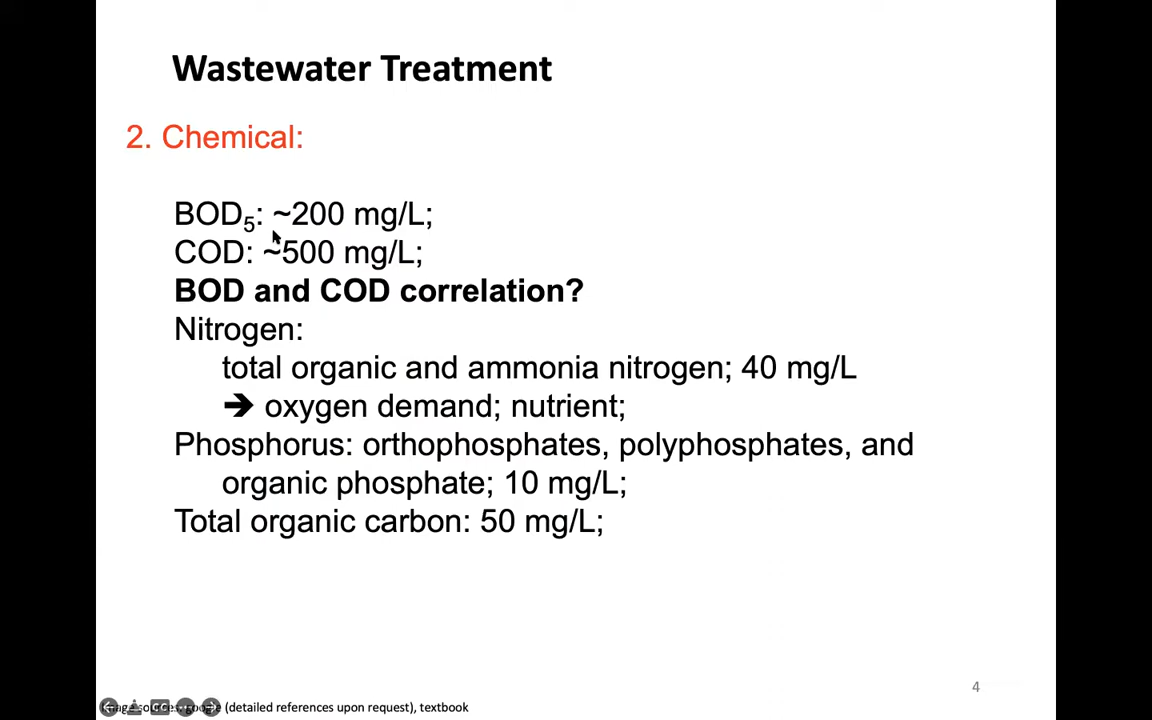 Wastewater Treatment
2. Chemical:
BOD₅: ~200 mg/L;
COD: ~500 mg/L;
BOD and COD correlation?
Nitrogen:
total organic and ammonia nitrogen; 40 mg/L
➔ oxygen demand; nutrient;
Phosphorus: orthophosphates, polyphosphates, and
organic phosphate; 10 mg/L;
Total organic carbon: 50 mg/L;
4
(detailed references upon request), textbook